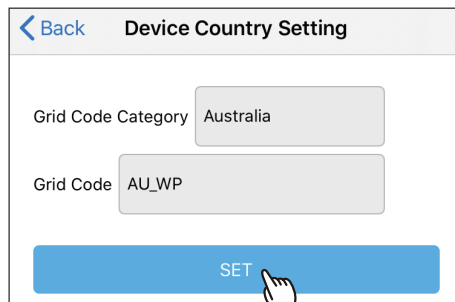 Back Device Country Setting
Grid Code Category Australia
Grid Code AU_WP
SET